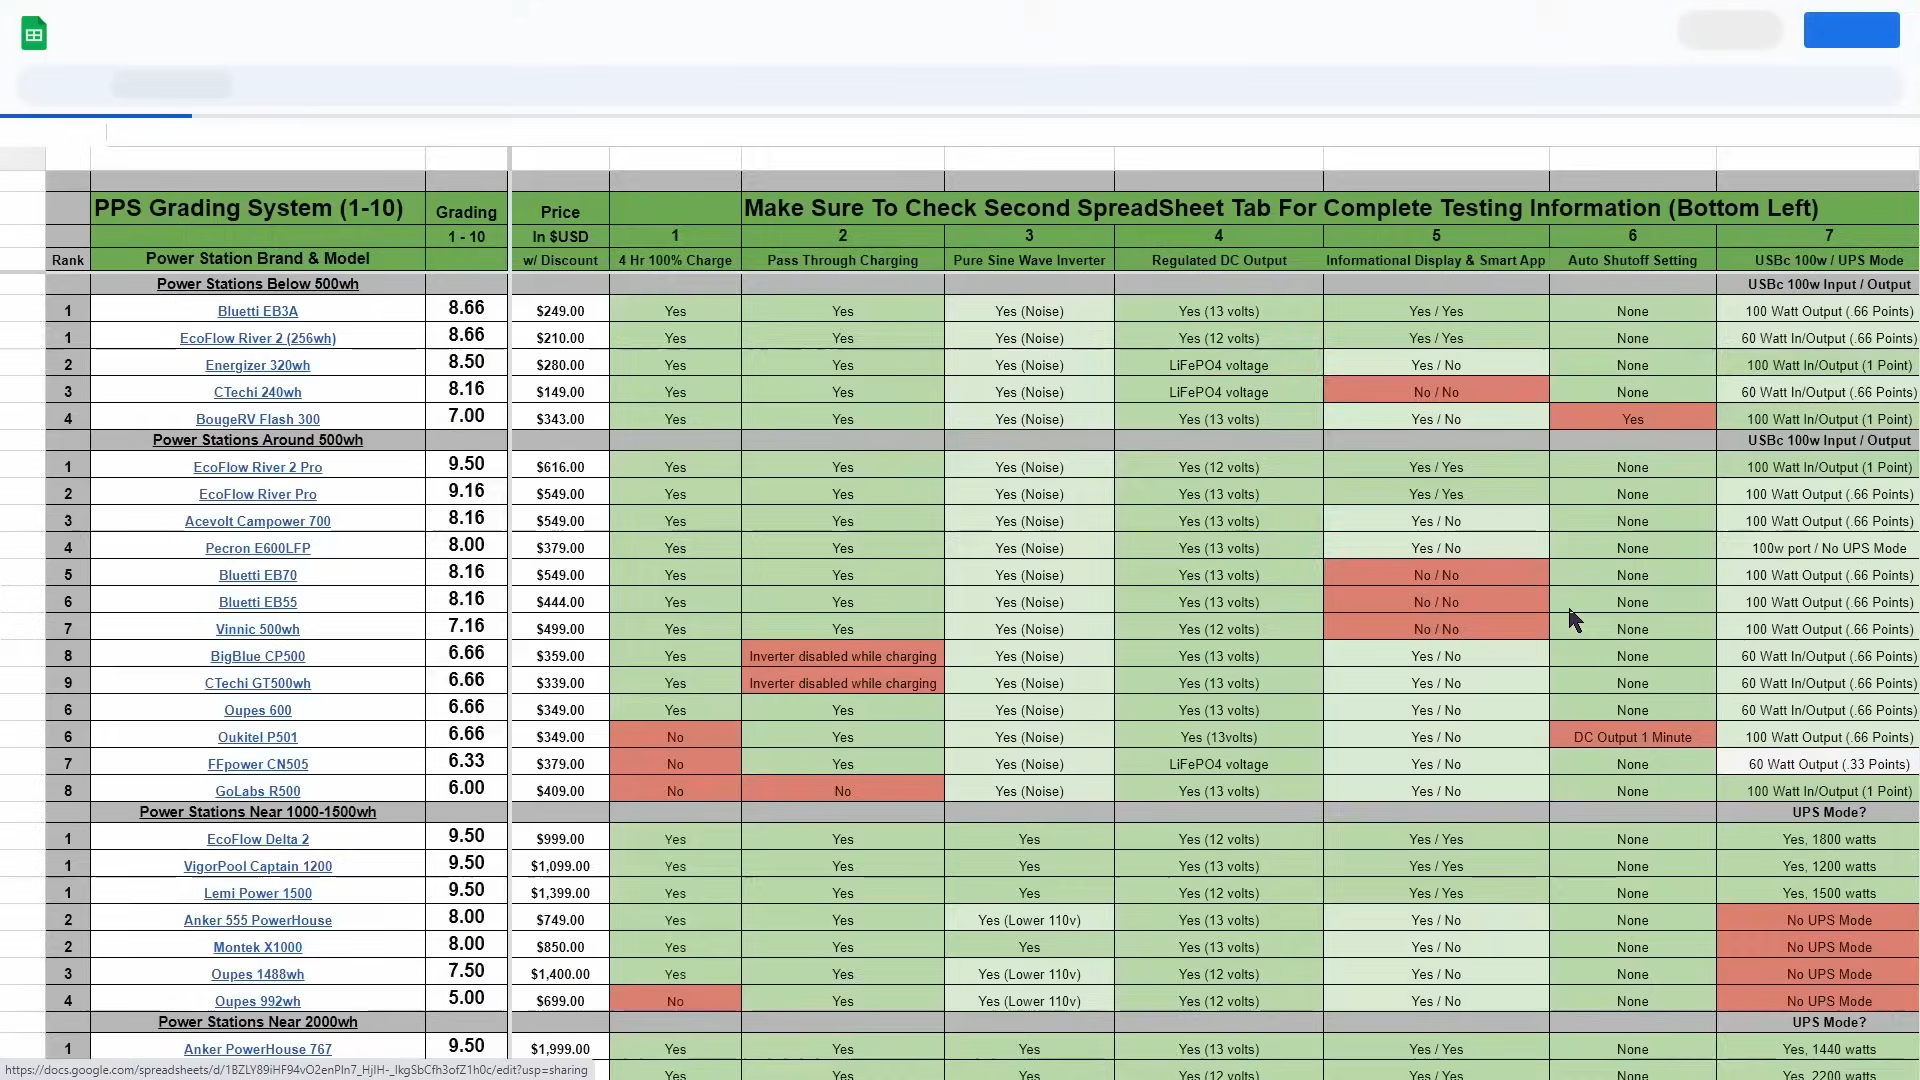 PPS Grading System (1-10) Grading Price Make Sure To Check Second SpreadSheet Tab For Complete Testing Information (Bottom Left)
1 - 10 In $USD 1 2 3 4 5 6 7
Rank Power Station Brand & Model w/ Discount 4 Hr 100% Charge Pass Through Charging Pure Sine Wave Inverter Regulated DC Output Informational Display & Smart App Auto Shutoff Setting USBc 100w / UPS Mode
Power Stations Below 500wh USBc 100w Input / Output
1 Bluetti EB3A 8.66 $249.00 Yes Yes Yes (Noise) Yes (13 volts) Yes / Yes None 100 Watt Output (.66 Points)
1 EcoFlow River 2 (256wh) 8.66 $210.00 Yes Yes Yes (Noise) Yes (12 volts) Yes / Yes None 60 Watt In/Output (.66 Points)
2 Energizer 320wh 8.50 $280.00 Yes Yes Yes (Noise) LiFePO4 voltage Yes / No None 100 Watt In/Output (1 Point)
3 CTechi 240wh 8.16 $149.00 Yes Yes Yes (Noise) LiFePO4 voltage No / No None 60 Watt In/Output (.66 Points)
4 BougeRV Flash 300 7.00 $343.00 Yes Yes Yes (Noise) Yes (13 volts) Yes / No Yes 100 Watt In/Output (1 Point)
Power Stations Around 500wh USBc 100w Input / Output
1 EcoFlow River 2 Pro 9.50 $616.00 Yes Yes Yes (Noise) Yes (12 volts) Yes / Yes None 100 Watt In/Output (1 Point)
2 EcoFlow River Pro 9.16 $549.00 Yes Yes Yes (Noise) Yes (13 volts) Yes / Yes None 100 Watt Output (.66 Points)
3 Acevolt Campower 700 8.16 $549.00 Yes Yes Yes (Noise) Yes (13 volts) Yes / No None 100 Watt Output (.66 Points)
4 Pecron E600LFP 8.00 $379.00 Yes Yes Yes (Noise) Yes (13 volts) Yes / No None 100w port / No UPS Mode
5 Bluetti EB70 8.16 $549.00 Yes Yes Yes (Noise) Yes (13 volts) No / No None 100 Watt Output (.66 Points)
6 Bluetti EB55 8.16 $444.00 Yes Yes Yes (Noise) Yes (13 volts) No / No None 100 Watt Output (.66 Points)
7 Vinnic 500wh 7.16 $499.00 Yes Yes Yes (Noise) Yes (12 volts) No / No None 100 Watt Output (.66 Points)
8 BigBlue CP500 6.66 $359.00 Yes Inverter disabled while charging Yes (Noise) Yes (13 volts) Yes / No None 60 Watt In/Output (.66 Points)
9 CTechi GT500wh 6.66 $339.00 Yes Inverter disabled while charging Yes (Noise) Yes (13 volts) Yes / No None 60 Watt In/Output (.66 Points)
6 Oupes 600 6.66 $349.00 Yes Yes Yes (Noise) Yes (13 volts) Yes / No None 60 Watt In/Output (.66 Points)
6 Oukitel P501 6.66 $349.00 No Yes Yes (Noise) Yes (13volts) Yes / No DC Output 1 Minute 100 Watt Output (.66 Points)
7 FFpower CN505 6.33 $379.00 No Yes Yes (Noise) LiFePO4 voltage Yes / No None 60 Watt Output (.33 Points)
8 GoLabs R500 6.00 $409.00 No No Yes (Noise) Yes (13 volts) Yes / No None 100 Watt In/Output (1 Point)
Power Stations Near 1000-1500wh UPS Mode?
1 EcoFlow Delta 2 9.50 $999.00 Yes Yes Yes Yes (12 volts) Yes / Yes None Yes, 1800 watts
1 VigorPool Captain 1200 9.50 $1,099.00 Yes Yes Yes Yes (13 volts) Yes / Yes None Yes, 1200 watts
1 Lemi Power 1500 9.50 $1,399.00 Yes Yes Yes Yes (12 volts) Yes / Yes None Yes, 1500 watts
2 Anker 555 PowerHouse 8.00 $749.00 Yes Yes Yes (Lower 110v) Yes (13 volts) Yes / No None No UPS Mode
2 Montek X1000 8.00 $850.00 Yes Yes Yes Yes (13 volts) Yes / No None No UPS Mode
3 Oupes 1488wh 7.50 $1,400.00 Yes Yes Yes (Lower 110v) Yes (12 volts) Yes / No None No UPS Mode
4 Oupes 992wh 5.00 $699.00 No Yes Yes (Lower 110v) Yes (12 volts) Yes / No None No UPS Mode
Power Stations Near 2000wh UPS Mode?
1 Anker PowerHouse 767 9.50 $1,999.00 Yes Yes Yes Yes (13 volts) Yes / Yes None Yes, 1440 watts
Yes Yes Yes Yes (12 volts) Yes / Yes None Yes, 2200 watts